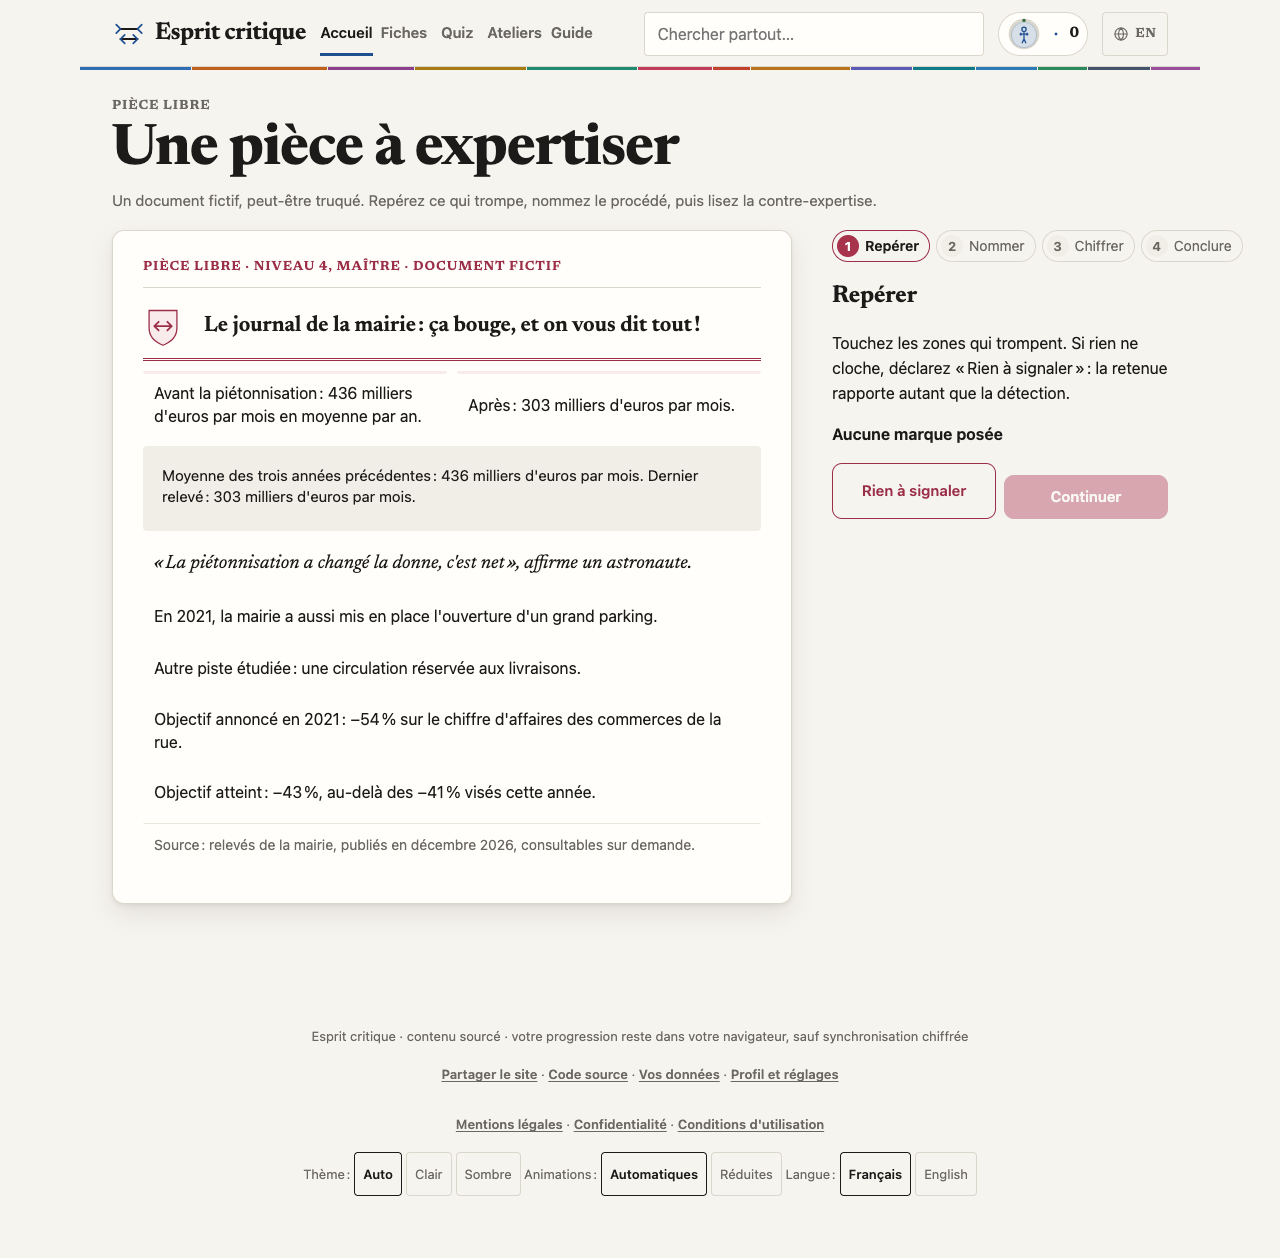 Esprit critique
Accueil Fiches Quiz Ateliers Guide
Chercher partout...
· 0
EN
PIÈCE LIBRE
Une pièce à expertiser
Un document fictif, peut-être truqué. Repérez ce qui trompe, nommez le procédé, puis lisez la contre-expertise.
PIÈCE LIBRE · NIVEAU 4, MAÎTRE · DOCUMENT FICTIF
Le journal de la mairie : ça bouge, et on vous dit tout !
Avant la piétonnisation : 436 milliers
d'euros par mois en moyenne par an.
Après : 303 milliers d'euros par mois.
Moyenne des trois années précédentes : 436 milliers d'euros par mois. Dernier
relevé : 303 milliers d'euros par mois.
« La piétonnisation a changé la donne, c'est net », affirme un astronaute.
En 2021, la mairie a aussi mis en place l'ouverture d'un grand parking.
Autre piste étudiée : une circulation réservée aux livraisons.
Objectif annoncé en 2021 : −54 % sur le chiffre d'affaires des commerces de la
rue.
Objectif atteint : −43 %, au-delà des −41 % visés cette année.
Source : relevés de la mairie, publiés en décembre 2026, consultables sur demande.
1 Repérer 2 Nommer 3 Chiffrer 4 Conclure
Repérer
Touchez les zones qui trompent. Si rien ne
cloche, déclarez « Rien à signaler » : la retenue
rapporte autant que la détection.
Aucune marque posée
Rien à signaler
Continuer
Esprit critique · contenu sourcé · votre progression reste dans votre navigateur, sauf synchronisation chiffrée
Partager le site · Code source · Vos données · Profil et réglages
Mentions légales · Confidentialité · Conditions d'utilisation
Thème : Auto Clair Sombre Animations : Automatiques Réduites Langue : Français English